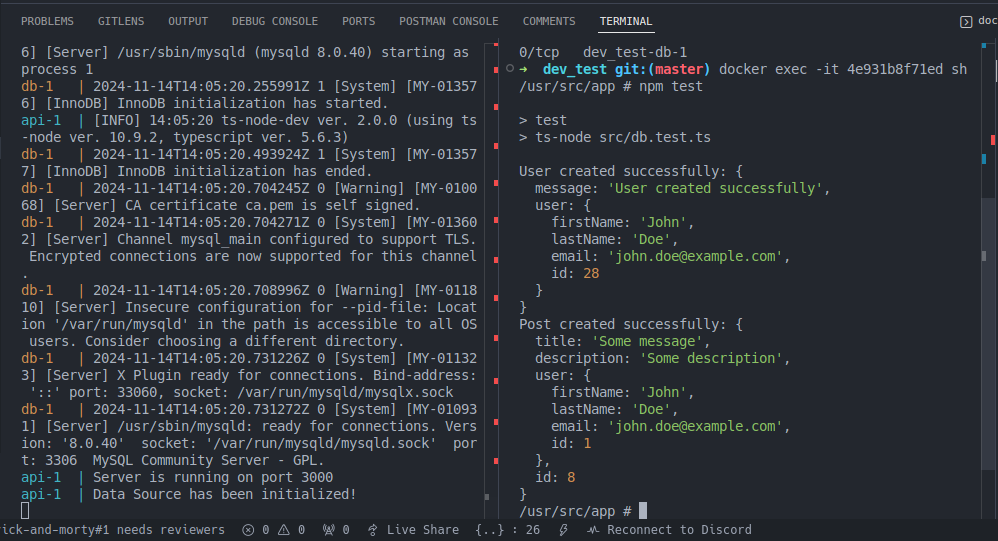 PROBLEMS GITLENS OUTPUT DEBUG CONSOLE PORTS POSTMAN CONSOLE COMMENTS TERMINAL doc
6] [Server] /usr/sbin/mysqld (mysqld 8.0.40) starting as
process 1
db-1   | 2024-11-14T14:05:20.255991Z 1 [System] [MY-01357
6] [InnoDB] InnoDB initialization has started.
api-1  | [INFO] 14:05:20 ts-node-dev ver. 2.0.0 (using ts
-node ver. 10.9.2, typescript ver. 5.6.3)
db-1   | 2024-11-14T14:05:20.493924Z 1 [System] [MY-01357
7] [InnoDB] InnoDB initialization has ended.
db-1   | 2024-11-14T14:05:20.704245Z 0 [Warning] [MY-0100
68] [Server] CA certificate ca.pem is self signed.
db-1   | 2024-11-14T14:05:20.704271Z 0 [System] [MY-01360
2] [Server] Channel mysql_main configured to support TLS.
 Encrypted connections are now supported for this channel
.
db-1   | 2024-11-14T14:05:20.708996Z 0 [Warning] [MY-0118
10] [Server] Insecure configuration for --pid-file: Locat
ion '/var/run/mysqld' in the path is accessible to all OS
 users. Consider choosing a different directory.
db-1   | 2024-11-14T14:05:20.731226Z 0 [System] [MY-01132
3] [Server] X Plugin ready for connections. Bind-address:
 '::' port: 33060, socket: /var/run/mysqld/mysqlx.sock
db-1   | 2024-11-14T14:05:20.731272Z 0 [System] [MY-01093
1] [Server] /usr/sbin/mysqld: ready for connections. Vers
ion: '8.0.40'  socket: '/var/run/mysqld/mysqld.sock'  por
t: 3306  MySQL Community Server - GPL.
api-1  | Server is running on port 3000
api-1  | Data Source has been initialized!
0/tcp   dev_test-db-1
➜  dev_test git:(master) docker exec -it 4e931b8f71ed sh
/usr/src/app # npm test
> test
> ts-node src/db.test.ts
User created successfully: {
  message: 'User created successfully',
  user: {
    firstName: 'John',
    lastName: 'Doe',
    email: 'john.doe@example.com',
    id: 28
  }
}
Post created successfully: {
  title: 'Some message',
  description: 'Some description',
  user: {
    firstName: 'John',
    lastName: 'Doe',
    email: 'john.doe@example.com',
    id: 1
  },
  id: 8
}
/usr/src/app #
ick-and-morty#1 needs reviewers 0 0 0 Live Share {..} : 26 Reconnect to Discord